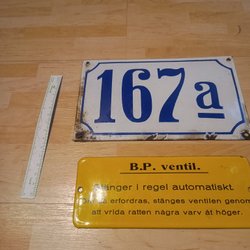 167a
B.P. ventil.
Stänger i regel automatiskt.
erfordras, stänges ventilen genom
att vrida ratten några varv åt höger.